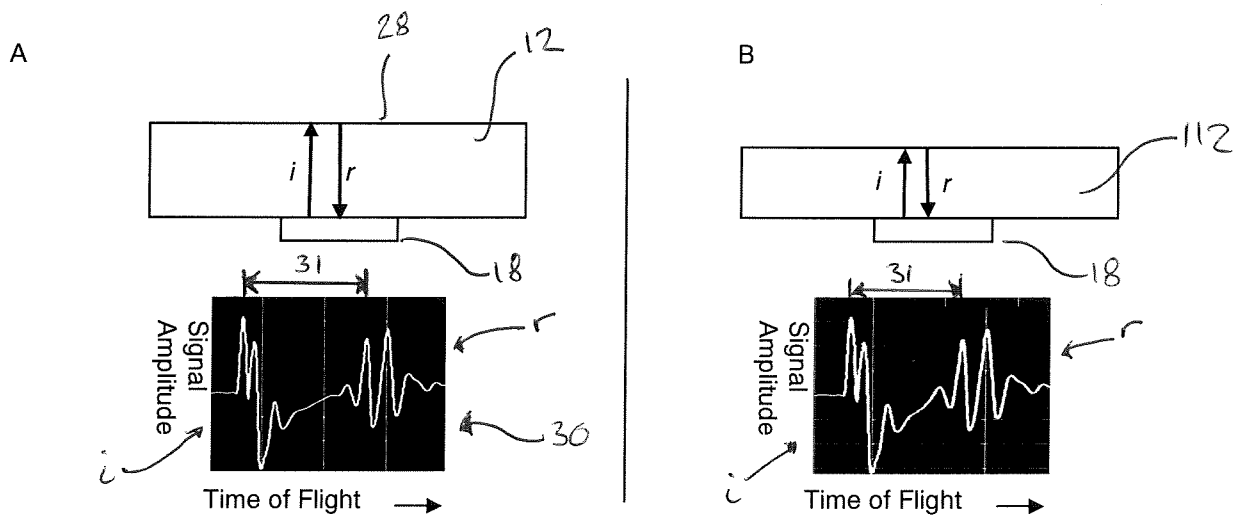 A
28
12
i
r
18
31
Signal
Amplitude
r
30
i
Time of Flight
B
112
i
r
18
31
Signal
Amplitude
r
i
Time of Flight